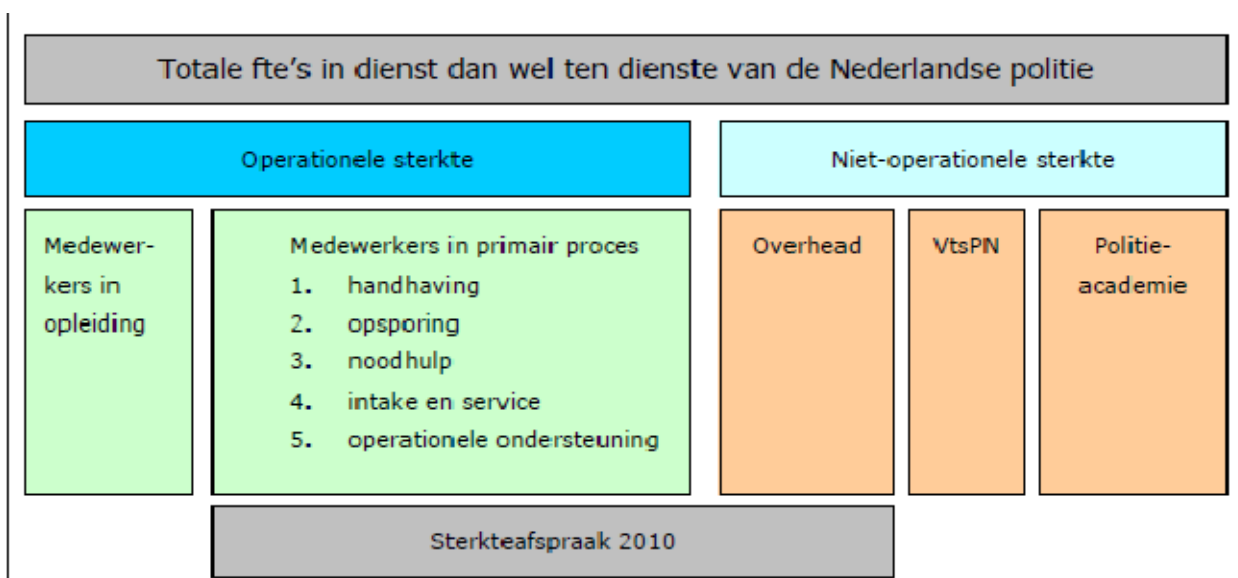 Totale fte's in dienst dan wel ten dienste van de Nederlandse politie
Operationele sterkte
Niet-operationele sterkte
Medewer-
kers in
opleiding
Medewerkers in primair proces
1. handhaving
2. opsporing
3. noodhulp
4. intake en service
5. operationele ondersteuning
Overhead
VtsPN
Politie-
academie
Sterkteafspraak 2010